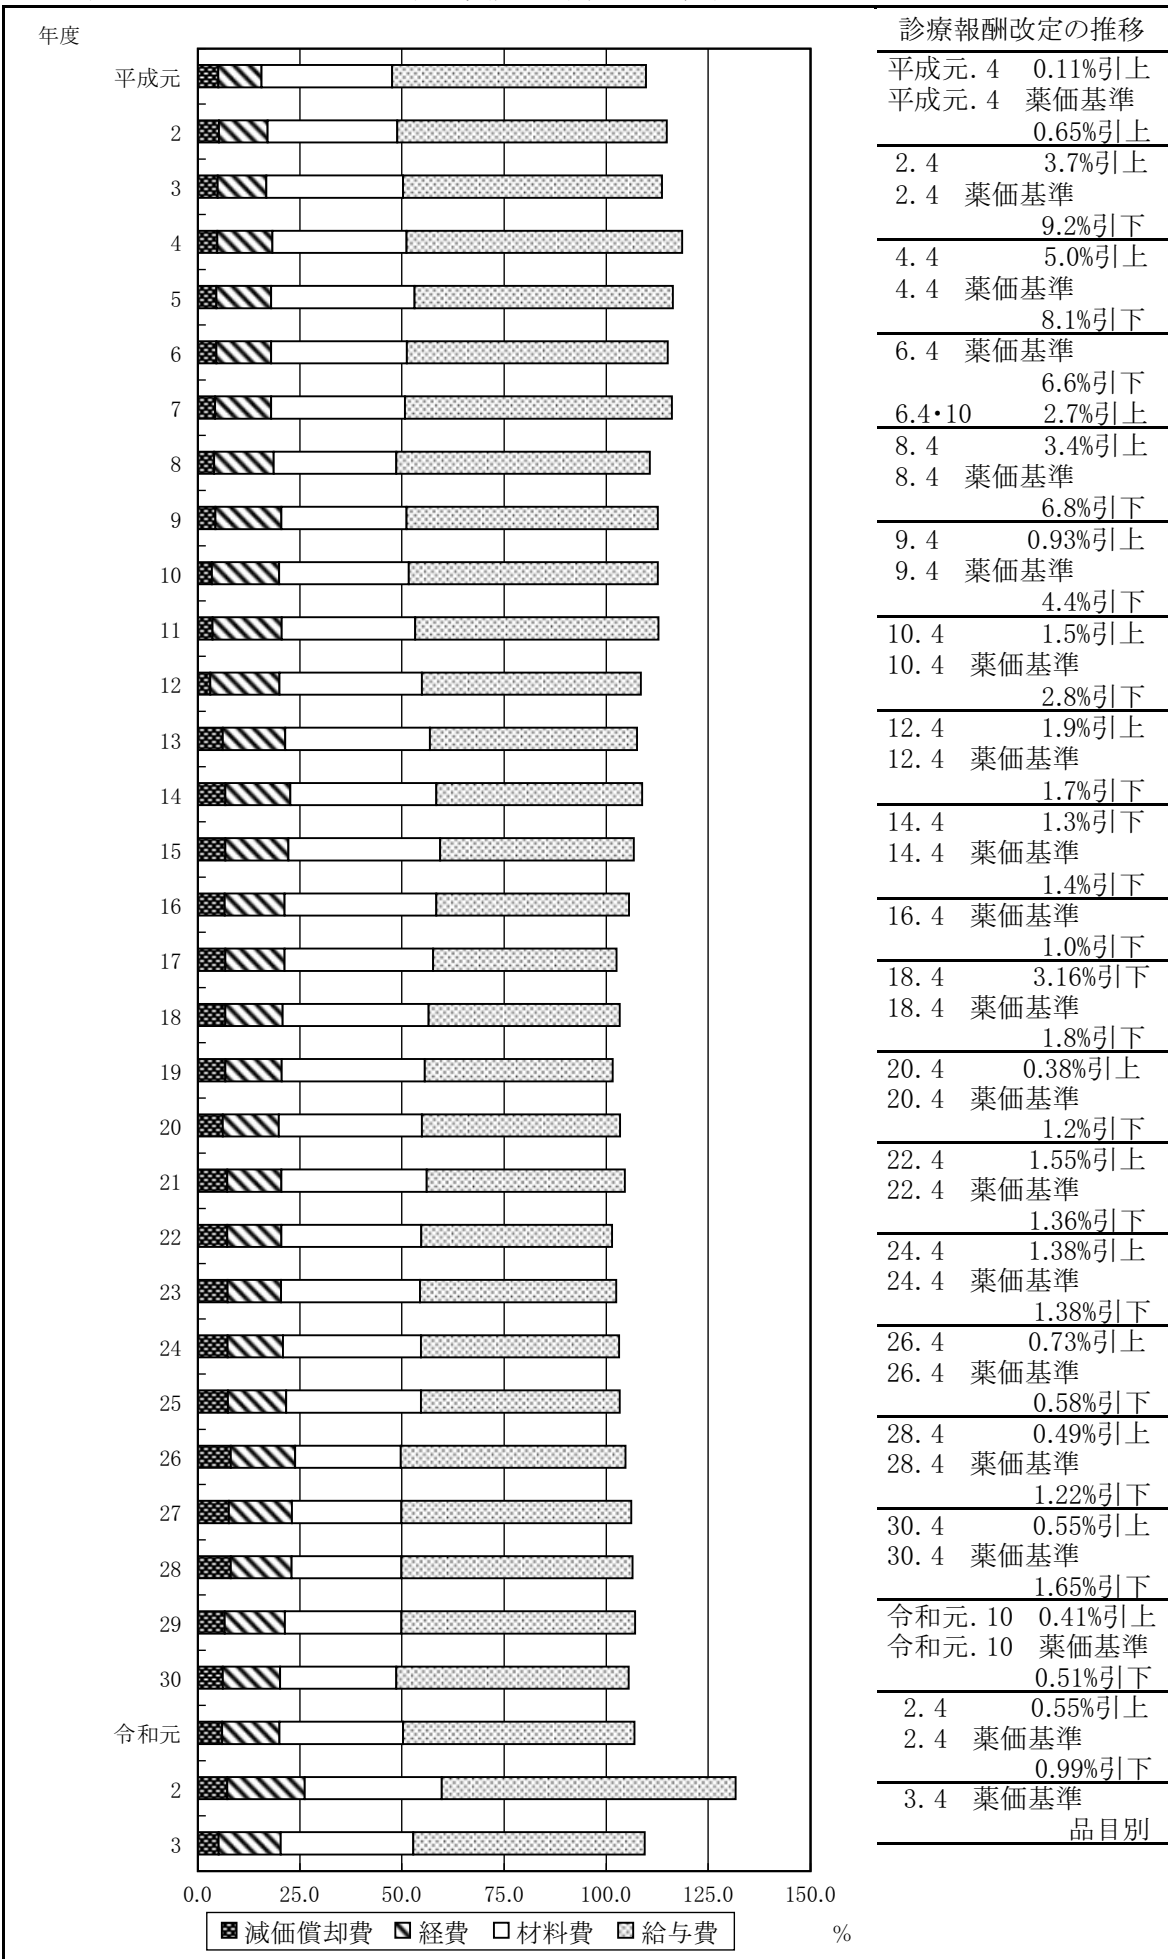 年度
平成元
2
3
4
5
6
7
8
9
10
11
12
13
14
15
16
17
18
19
20
21
22
23
24
25
26
27
28
29
30
令和元
2
3
0.0 25.0 50.0 75.0 100.0 125.0 150.0
減価償却費 経費 材料費 給与費 %
診療報酬改定の推移
平成元.4 0.11%引上
平成元.4 薬価基準
0.65%引上
2.4 3.7%引上
2.4 薬価基準
9.2%引下
4.4 5.0%引上
4.4 薬価基準
8.1%引下
6.4 薬価基準
6.6%引下
6.4・10 2.7%引上
8.4 3.4%引上
8.4 薬価基準
6.8%引下
9.4 0.93%引上
9.4 薬価基準
4.4%引下
10.4 1.5%引上
10.4 薬価基準
2.8%引下
12.4 1.9%引上
12.4 薬価基準
1.7%引下
14.4 1.3%引下
14.4 薬価基準
1.4%引下
16.4 薬価基準
1.0%引下
18.4 3.16%引下
18.4 薬価基準
1.8%引下
20.4 0.38%引上
20.4 薬価基準
1.2%引下
22.4 1.55%引上
22.4 薬価基準
1.36%引下
24.4 1.38%引上
24.4 薬価基準
1.38%引下
26.4 0.73%引上
26.4 薬価基準
0.58%引下
28.4 0.49%引上
28.4 薬価基準
1.22%引下
30.4 0.55%引上
30.4 薬価基準
1.65%引下
令和元.10 0.41%引上
令和元.10 薬価基準
0.51%引下
2.4 0.55%引上
2.4 薬価基準
0.99%引下
3.4 薬価基準
品目別